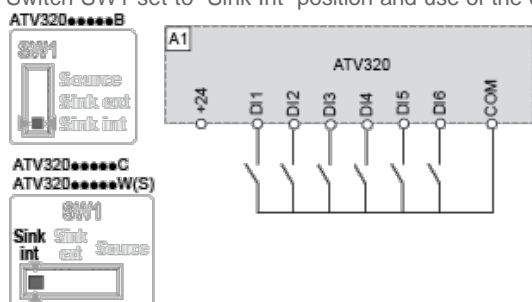 Switch SW1 set to "Sink Int" position and use of the
ATV320●●●●●B
SW1
Source
Sink ext
Sink int
A1
ATV320
+24
DI1
DI2
DI3
DI4
DI5
DI6
COM
ATV320●●●●●C
ATV320●●●●●W(S)
SW1
Sink int
Sink ext
Source